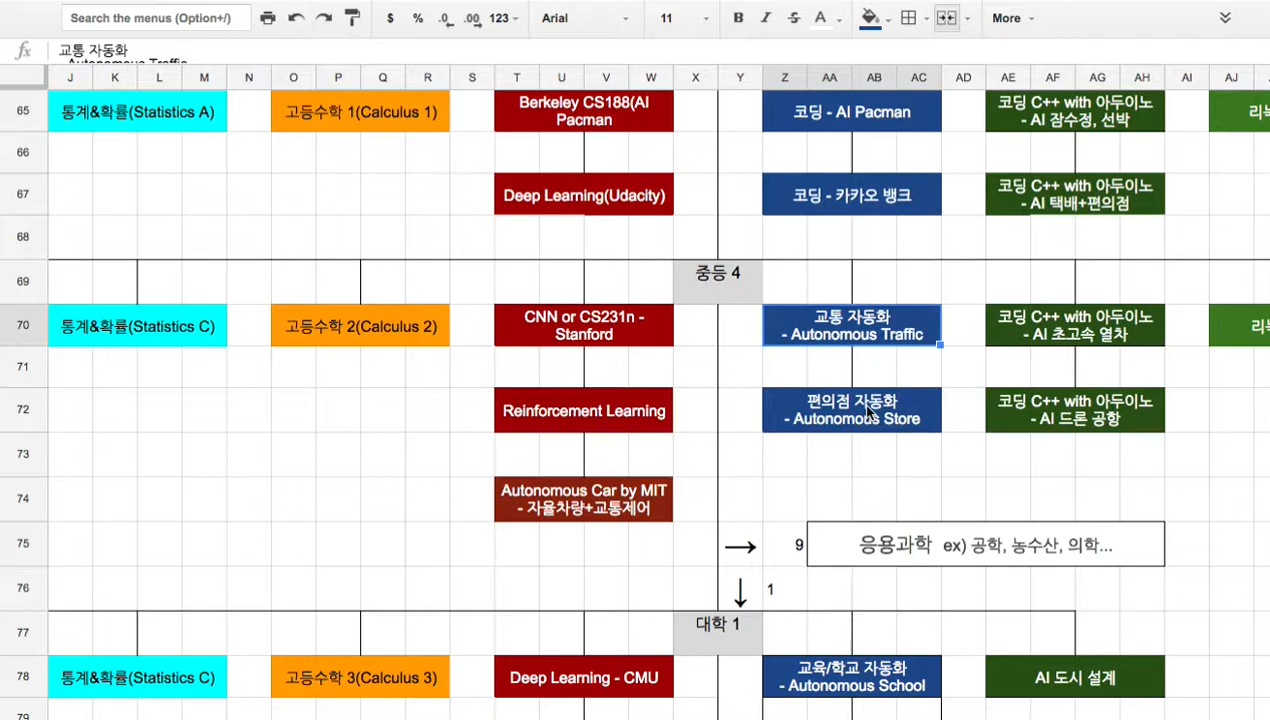 Search the menus (Option+/)
$ % .0 .00 123 Arial 11 B I S A More
fx 교통 자동화
- Autonomous Traffic
J K L M N O P Q R S T U V W X Y Z AA AB AC AD AE AF AG AH AI AJ
65
통계&확률(Statistics A)
고등수학 1(Calculus 1)
Berkeley CS188(AI
Pacman
코딩 - AI Pacman
코딩 C++ with 아두이노
- AI 잠수정, 선박
66
67
Deep Learning(Udacity)
코딩 - 카카오 뱅크
코딩 C++ with 아두이노
- AI 택배+편의점
68
69
중등 4
70
통계&확률(Statistics C)
고등수학 2(Calculus 2)
CNN or CS231n -
Stanford
교통 자동화
- Autonomous Traffic
코딩 C++ with 아두이노
- AI 초고속 열차
71
72
Reinforcement Learning
편의점 자동화
- Autonomous Store
코딩 C++ with 아두이노
- AI 드론 공항
73
74
Autonomous Car by MIT
- 자율차량+교통제어
75
→ 9 응용과학 ex) 공학, 농수산, 의학...
76
↓ 1
77
대학 1
78
통계&확률(Statistics C)
고등수학 3(Calculus 3)
Deep Learning - CMU
교육/학교 자동화
- Autonomous School
AI 도시 설계
79